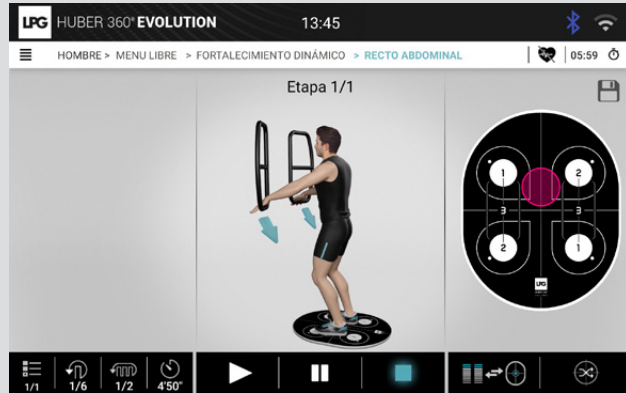 LPG HUBER 360° EVOLUTION 13:45
HOMBRE > MENU LIBRE > FORTALECIMIENTO DINÁMICO > RECTO ABDOMINAL 05:59
Etapa 1/1
1 2
3 3
2 1
LPG
1/1 1/6 1/2 4'50"